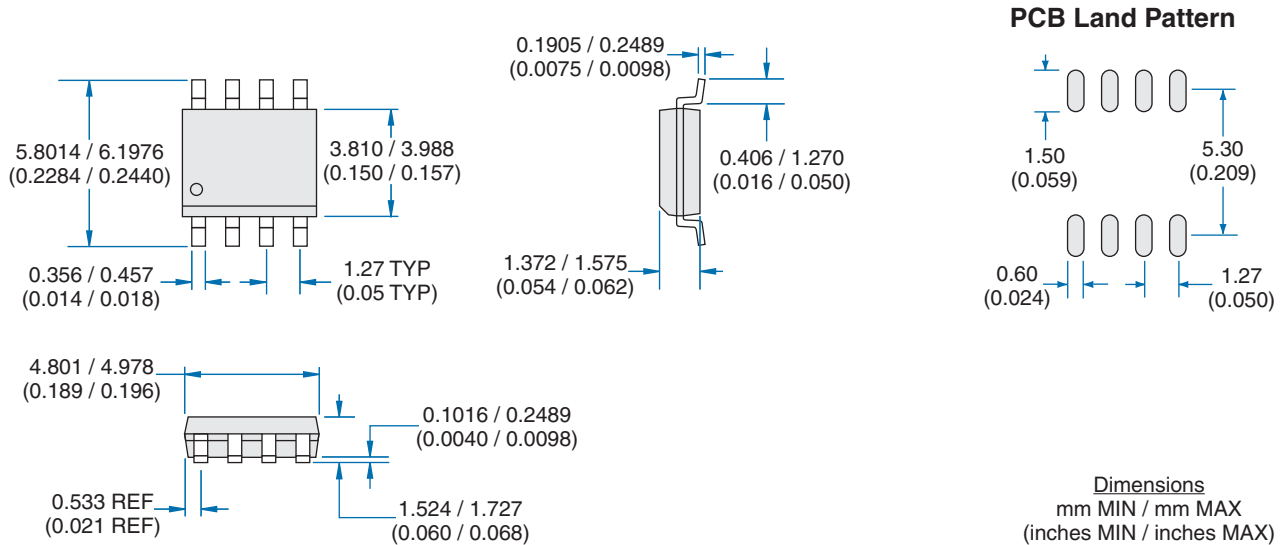 PCB Land Pattern
0.1905 / 0.2489
(0.0075 / 0.0098)
5.8014 / 6.1976
(0.2284 / 0.2440)
3.810 / 3.988
(0.150 / 0.157)
0.406 / 1.270
(0.016 / 0.050)
1.50
(0.059)
5.30
(0.209)
0.356 / 0.457
(0.014 / 0.018)
1.27 TYP
(0.05 TYP)
1.372 / 1.575
(0.054 / 0.062)
0.60
(0.024)
1.27
(0.050)
4.801 / 4.978
(0.189 / 0.196)
0.1016 / 0.2489
(0.0040 / 0.0098)
0.533 REF
(0.021 REF)
1.524 / 1.727
(0.060 / 0.068)
Dimensions
mm MIN / mm MAX
(inches MIN / inches MAX)